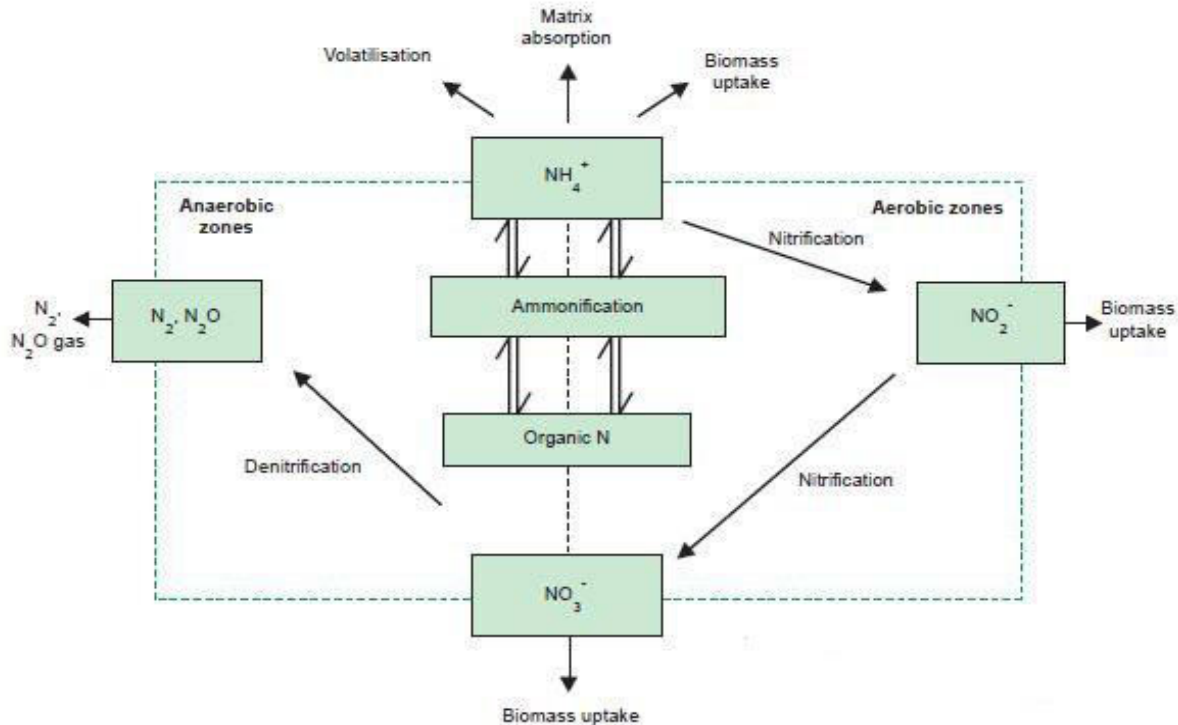 Matrix
absorption
Volatilisation
Biomass
uptake
NH₄⁺
Anaerobic
zones
Aerobic zones
Nitrification
Ammonification
N₂, N₂O
N₂,
N₂O gas
NO₂⁻
Biomass
uptake
Organic N
Denitrification
Nitrification
NO₃⁻
Biomass uptake